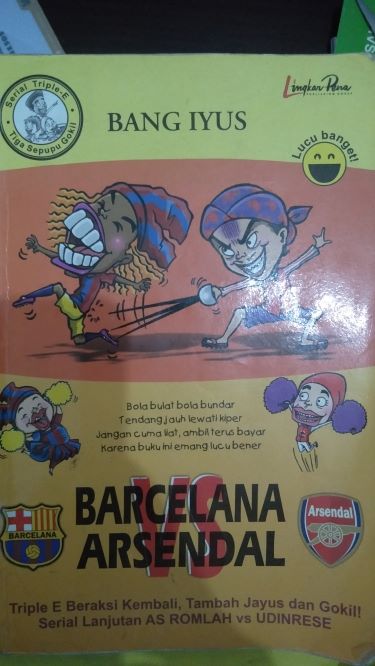 Serial Triple-E
Tiga Sepupu Gokil
Lingkar Pena
PUBLISHING GROUP
BANG IYUS
Lucu banget!
Bola bulat bola bundar
Tendang jauh lewati kiper
Jangan cuma liat, ambil terus bayar
Karena buku ini emang lucu bener
BARCELANA
VS
ARSENDAL
BARCELANA
Arsendal
Triple E Beraksi Kembali, Tambah Jayus dan Gokil!
Serial Lanjutan AS ROMLAH vs UDINRESE